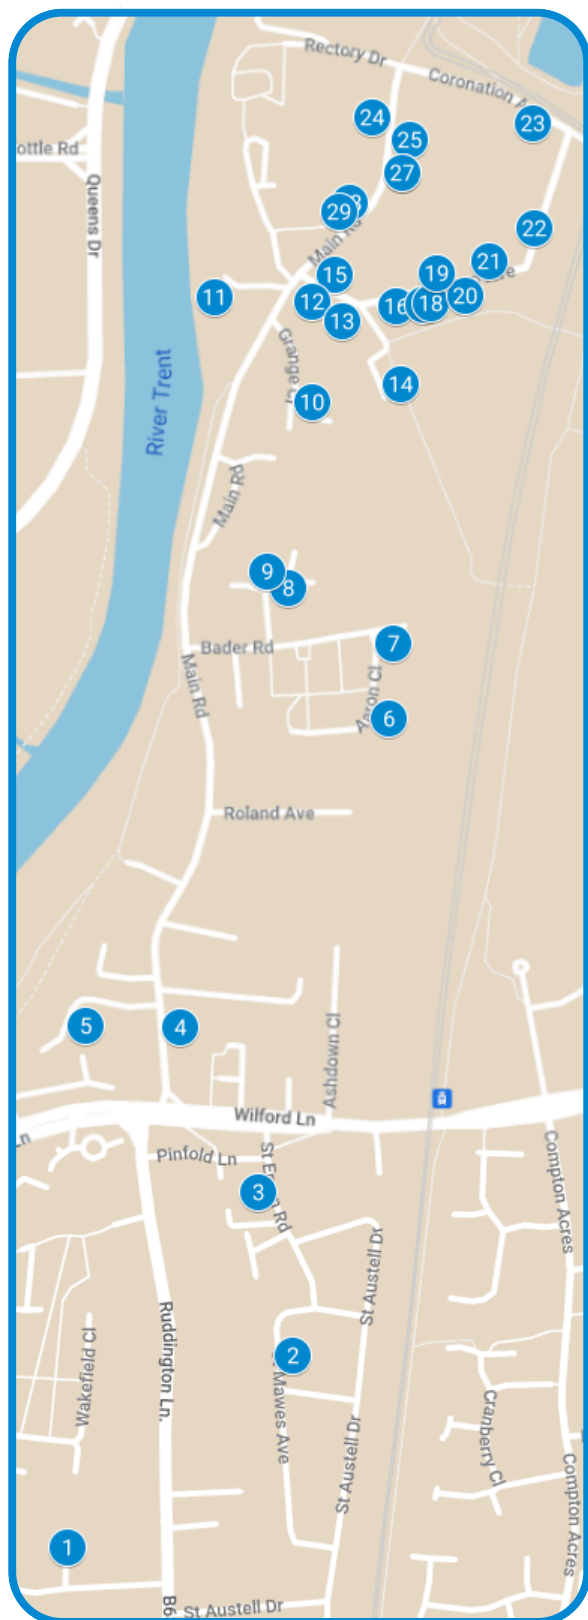 Rectory Dr
Coronation A
24
23
25
ottle Rd
27
Queens Dr
29
22
Main Rd
21
15
19
11
12
16
18
20
13
Grange Cl
River Trent
14
10
Main Rd
9
8
Bader Rd
7
Main Rd
Aaron Cl
6
Roland Ave
5
4
Ashdown Cl
Wilford Ln
Ln
Pinfold Ln
Compton Acres
3
St Austell Dr
Ruddington Ln.
Wakefield Cl
2
St Mawes Ave
Cranberry Cl
St Austell Dr
Compton Acres
1
B6
St Austell Dr